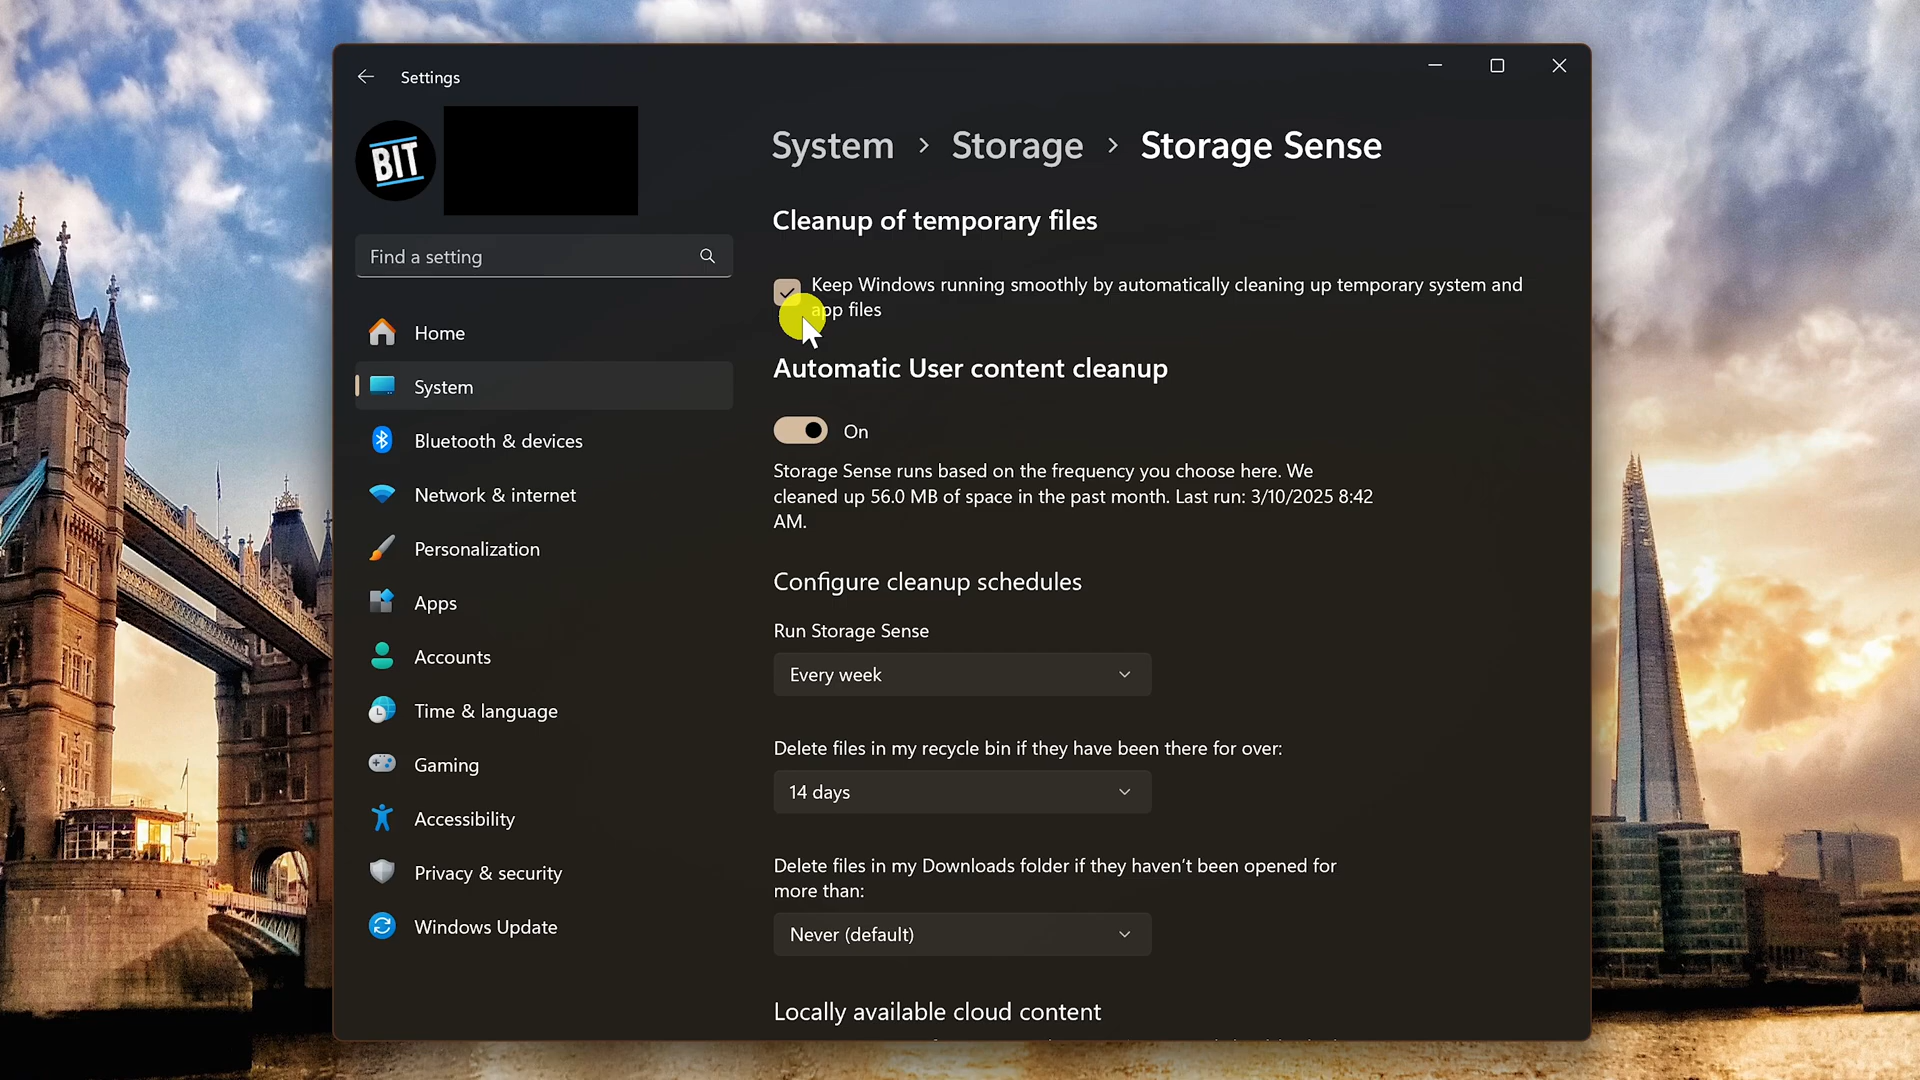 Settings
BIT
System > Storage > Storage Sense
Find a setting
Home
System
Bluetooth & devices
Network & internet
Personalization
Apps
Accounts
Time & language
Gaming
Accessibility
Privacy & security
Windows Update
Cleanup of temporary files
Keep Windows running smoothly by automatically cleaning up temporary system and
app files
Automatic User content cleanup
On
Storage Sense runs based on the frequency you choose here. We
cleaned up 56.0 MB of space in the past month. Last run: 3/10/2025 8:42
AM.
Configure cleanup schedules
Run Storage Sense
Every week
Delete files in my recycle bin if they have been there for over:
14 days
Delete files in my Downloads folder if they haven't been opened for
more than:
Never (default)
Locally available cloud content